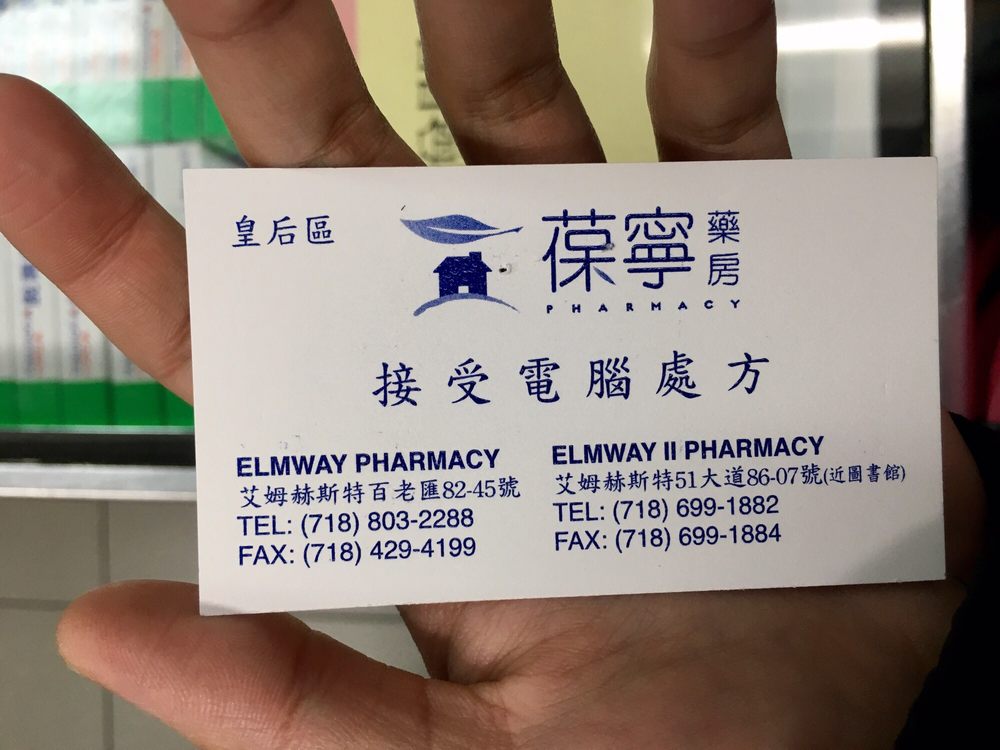 皇后區
葆寧藥房
PHARMACY
接受電腦處方
ELMWAY PHARMACY
艾姆赫斯特百老匯82-45號
TEL: (718) 803-2288
FAX: (718) 429-4199
ELMWAY II PHARMACY
艾姆赫斯特51大道86-07號(近圖書館)
TEL: (718) 699-1882
FAX: (718) 699-1884